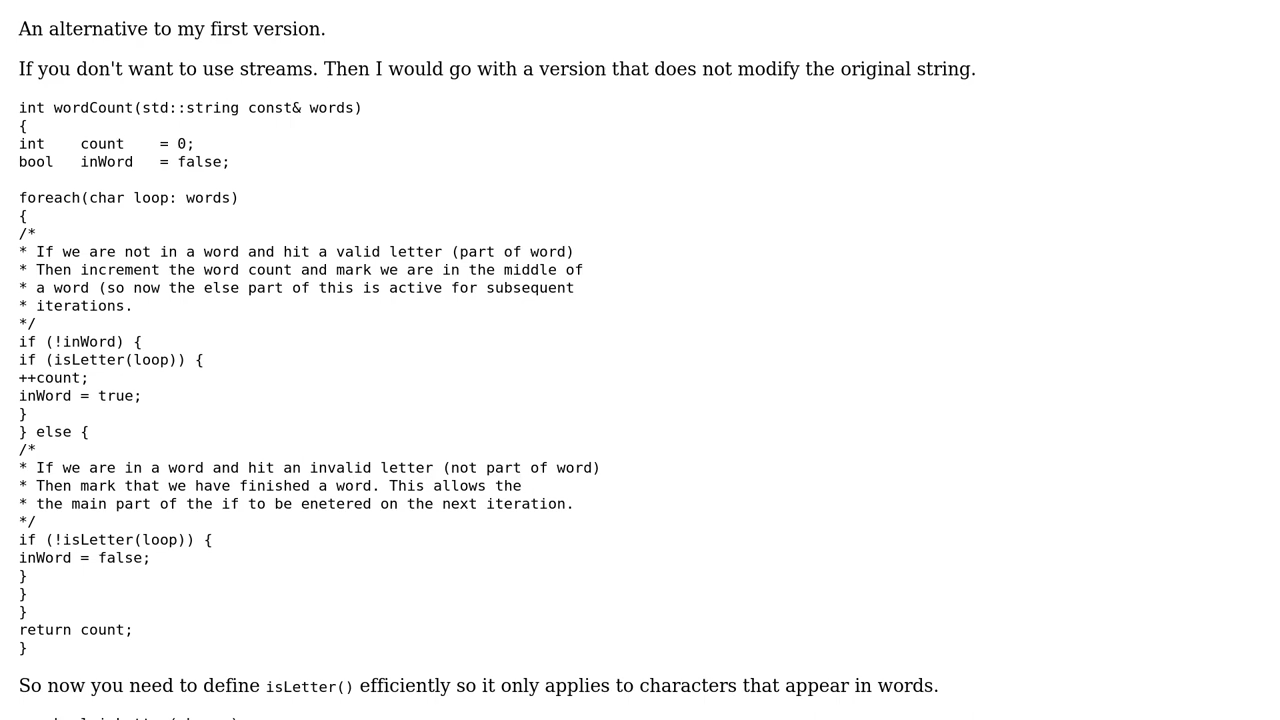 An alternative to my first version.
If you don't want to use streams. Then I would go with a version that does not modify the original string.
int wordCount(std::string const& words)
{
int    count    = 0;
bool   inWord   = false;

foreach(char loop: words)
{
/*
* If we are not in a word and hit a valid letter (part of word)
* Then increment the word count and mark we are in the middle of
* a word (so now the else part of this is active for subsequent
* iterations.
*/
if (!inWord) {
if (isLetter(loop)) {
++count;
inWord = true;
}
} else {
/*
* If we are in a word and hit an invalid letter (not part of word)
* Then mark that we have finished a word. This allows the
* the main part of the if to be enetered on the next iteration.
*/
if (!isLetter(loop)) {
inWord = false;
}
}
}
return count;
}
So now you need to define isLetter() efficiently so it only applies to characters that appear in words.